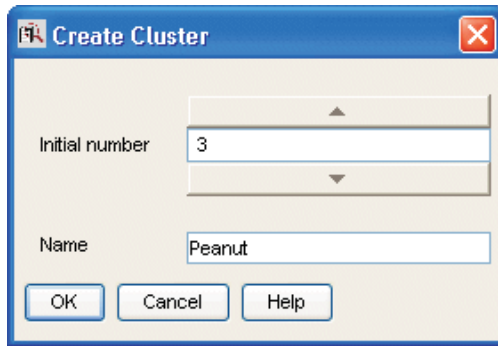 Create Cluster
Initial number 3
Name Peanut
OK Cancel Help